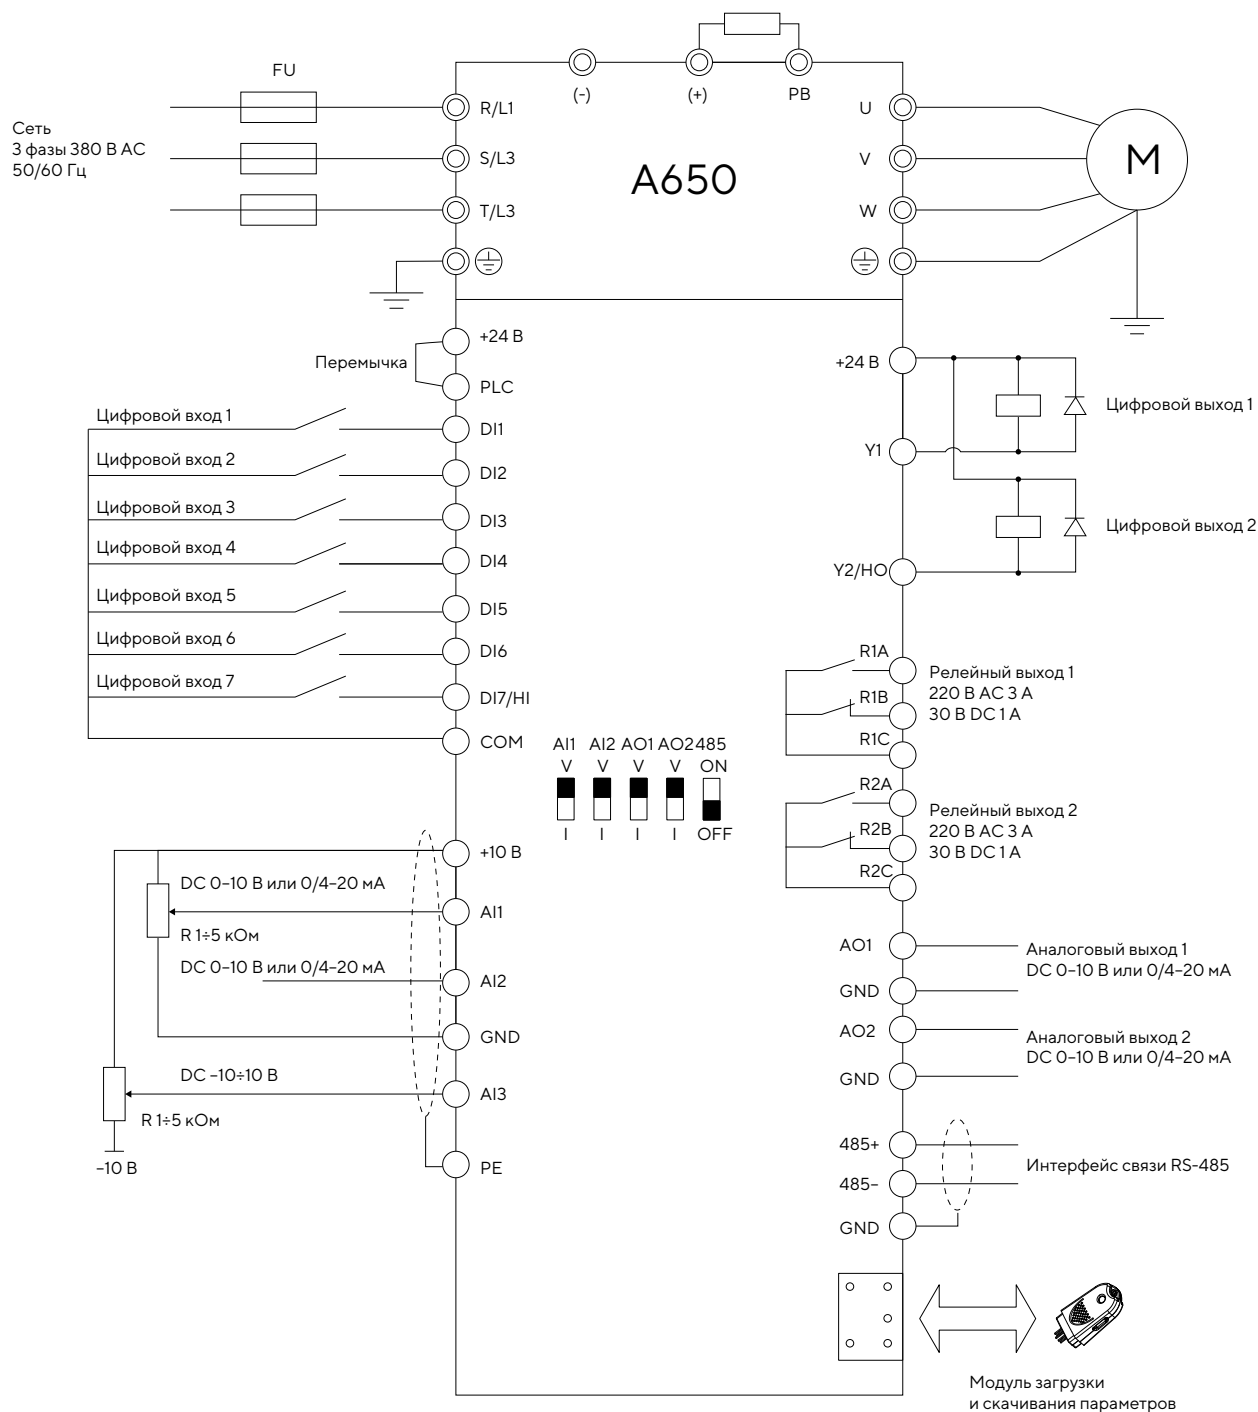 FU
(-)
(+)
PB
Сеть
3 фазы 380 В AC
50/60 Гц
R/L1
S/L3
T/L3
A650
U
V
W
M
+24 В
Перемычка
PLC
Цифровой вход 1
DI1
Цифровой вход 2
DI2
Цифровой вход 3
DI3
Цифровой вход 4
DI4
Цифровой вход 5
DI5
Цифровой вход 6
DI6
Цифровой вход 7
DI7/HI
COM
+24 В
Цифровой выход 1
Y1
Цифровой выход 2
Y2/HO
R1A
R1B
R1C
Релейный выход 1
220 В AC 3 А
30 В DC 1 А
AI1 AI2 AO1 AO2 485
V V V V ON
I I I I OFF
R2A
R2B
R2C
Релейный выход 2
220 В AC 3 А
30 В DC 1 А
+10 В
DC 0–10 В или 0/4–20 мА
AI1
R 1÷5 кОм
DC 0–10 В или 0/4–20 мА
AI2
GND
DC –10÷10 В
AI3
R 1÷5 кОм
–10 В
PE
AO1
GND
Аналоговый выход 1
DC 0–10 В или 0/4–20 мА
AO2
GND
Аналоговый выход 2
DC 0–10 В или 0/4–20 мА
485+
485–
GND
Интерфейс связи RS-485
Модуль загрузки
и скачивания параметров